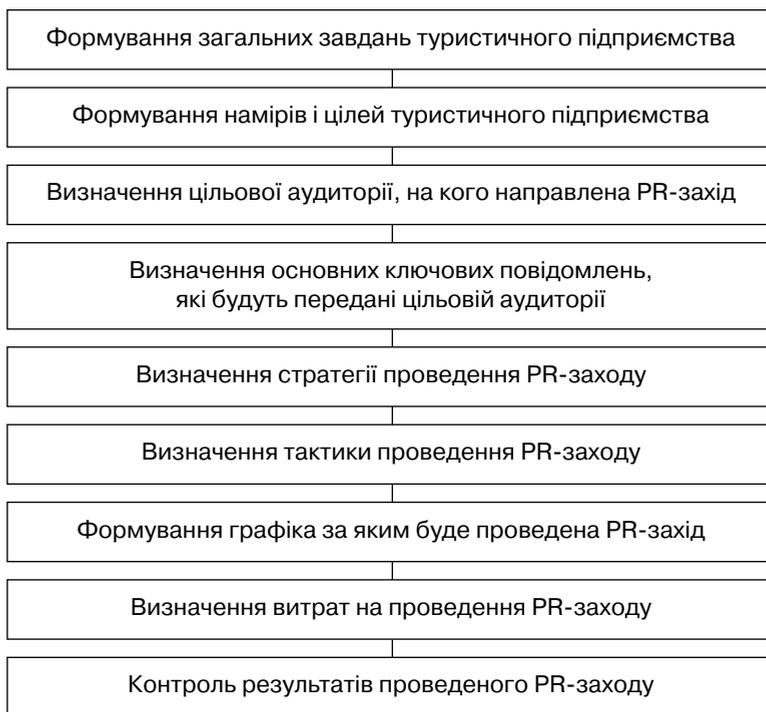 Формування загальних завдань туристичного підприємства
Формування намірів і цілей туристичного підприємства
Визначення цільової аудиторії, на кого направлена PR-захід
Визначення основних ключових повідомлень,
які будуть передані цільовій аудиторії
Визначення стратегії проведення PR-заходу
Визначення тактики проведення PR-заходу
Формування графіка за яким буде проведена PR-захід
Визначення витрат на проведення PR-заходу
Контроль результатів проведеного PR-заходу